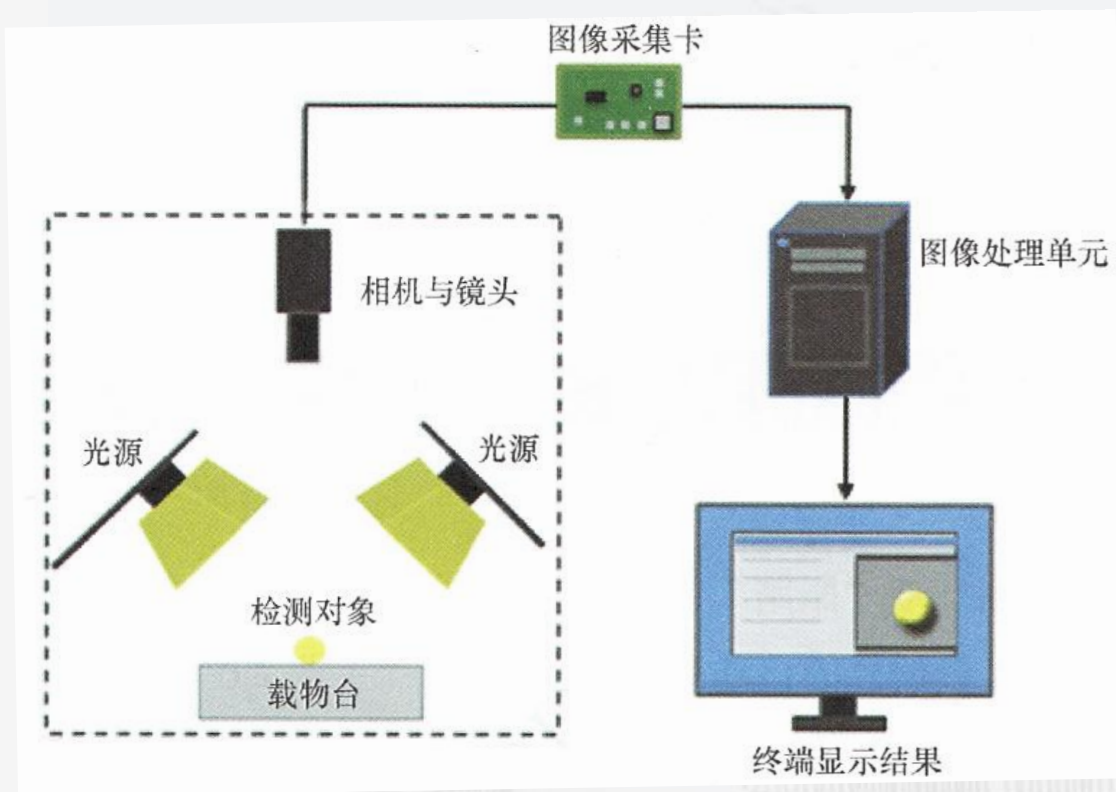 图像采集卡
图像处理单元
相机与镜头
光源
光源
检测对象
载物台
终端显示结果